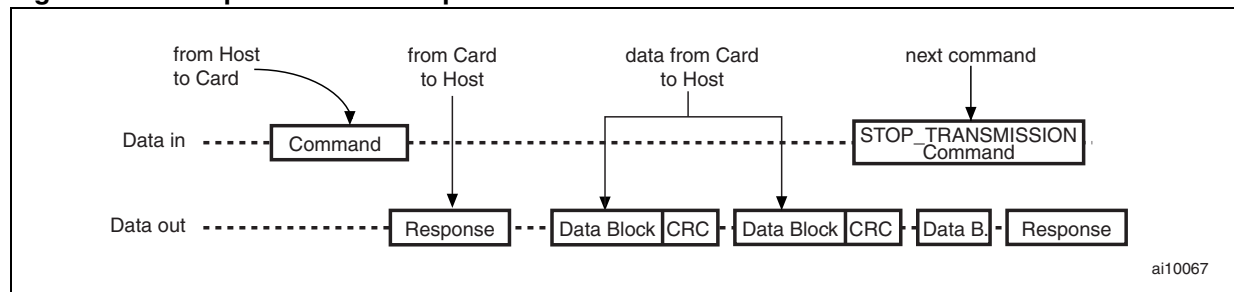 from Host
to Card
from Card
to Host
data from Card
to Host
next command
Data in
Command
STOP_TRANSMISSION
Command
Data out
Response
Data Block
CRC
Data Block
CRC
Data B.
Response
ai10067